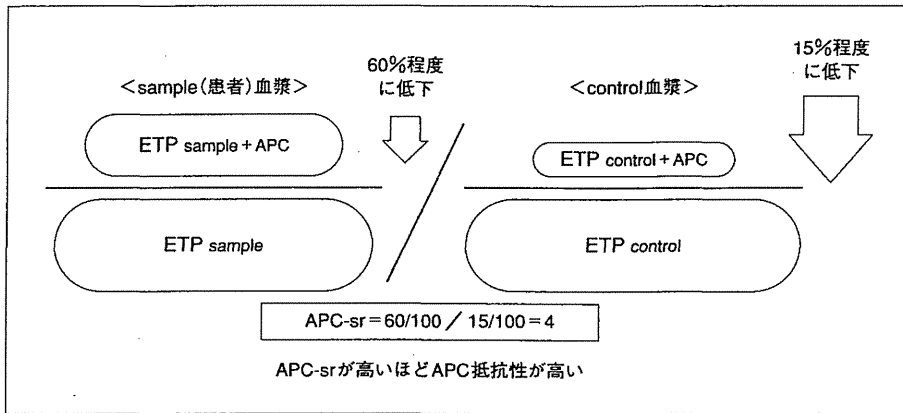 ＜sample(患者)血漿＞
60%程度
に低下
＜control血漿＞
15%程度
に低下
ETP sample + APC
ETP control + APC
ETP sample
ETP control
APC-sr＝60/100 ／ 15/100＝4
APC-srが高いほどAPC抵抗性が高い